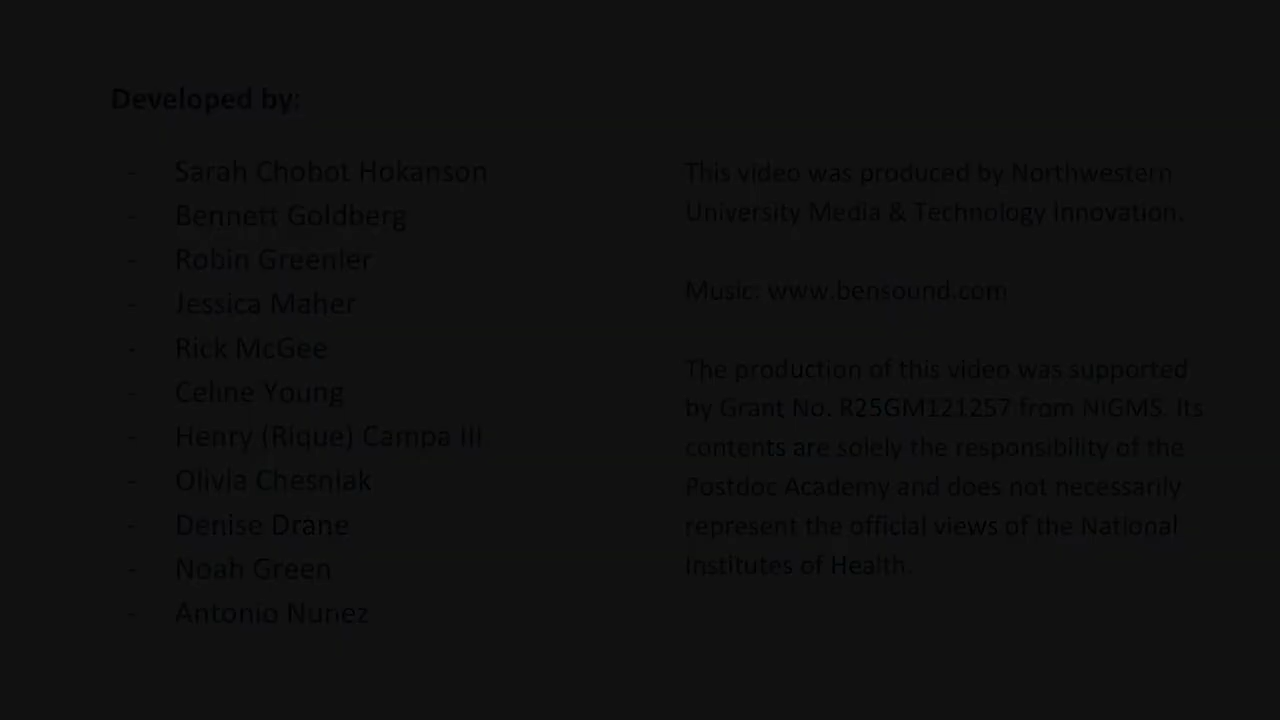 Developed by:
- Sarah Chobot Hokanson
- Bennett Goldberg
- Robin Greenler
- Jessica Maher
- Rick McGee
- Celine Young
- Henry (Rique) Campa III
- Olivia Chesniak
- Denise Drane
- Noah Green
- Antonio Nunez
This video was produced by Northwestern
University Media & Technology Innovation.
Music: www.bensound.com
The production of this video was supported
by Grant No. R25GM121257 from NIGMS. Its
contents are solely the responsibility of the
Postdoc Academy and does not necessarily
represent the official views of the National
Institutes of Health.